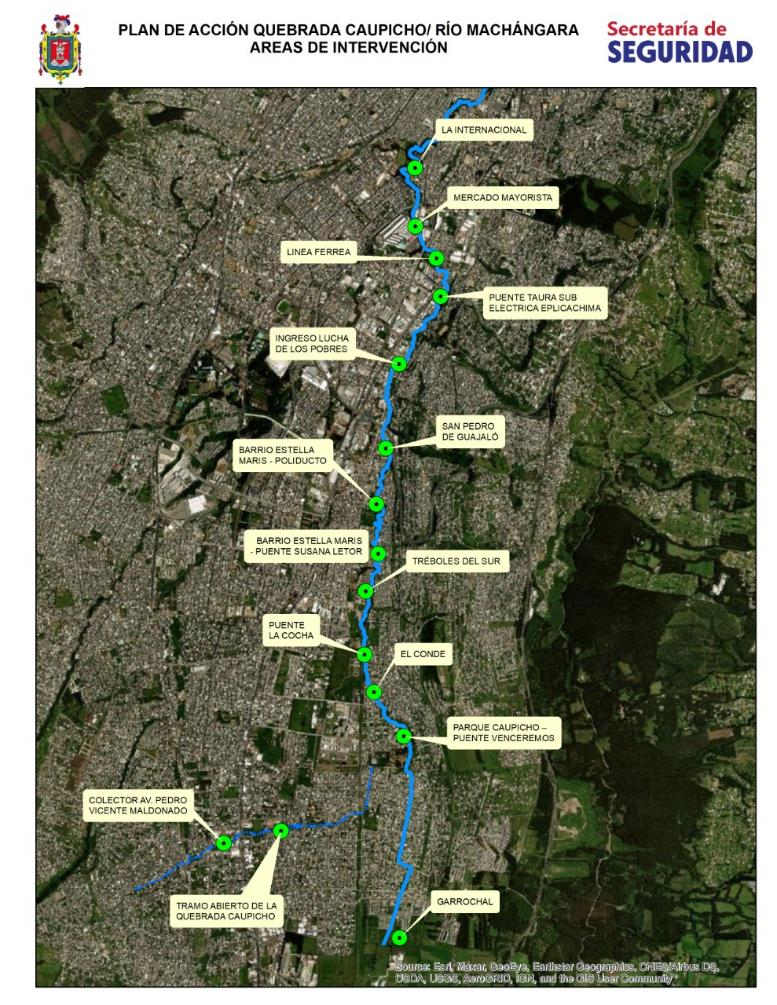 PLAN DE ACCIÓN QUEBRADA CAUPICHO/ RÍO MACHÁNGARA
AREAS DE INTERVENCIÓN
Secretaría de
SEGURIDAD
LA INTERNACIONAL
MERCADO MAYORISTA
LINEA FERREA
PUENTE TAURA SUB
ELECTRICA EPLICACHIMA
INGRESO LUCHA
DE LOS POBRES
SAN PEDRO
DE GUAJALÓ
BARRIO ESTELLA
MARIS - POLIDUCTO
BARRIO ESTELLA MARIS
- PUENTE SUSANA LETOR
TRÉBOLES DEL SUR
PUENTE
LA COCHA
EL CONDE
PARQUE CAUPICHO –
PUENTE VENCEREMOS
COLECTOR AV. PEDRO
VICENTE MALDONADO
TRAMO ABIERTO DE LA
QUEBRADA CAUPICHO
GARROCHAL
Source: Esri, Maxar, GeoEye, Earthstar Geographics, CNES/Airbus DS,
USDA, USGS, AeroGRID, IGN, and the GIS User Community